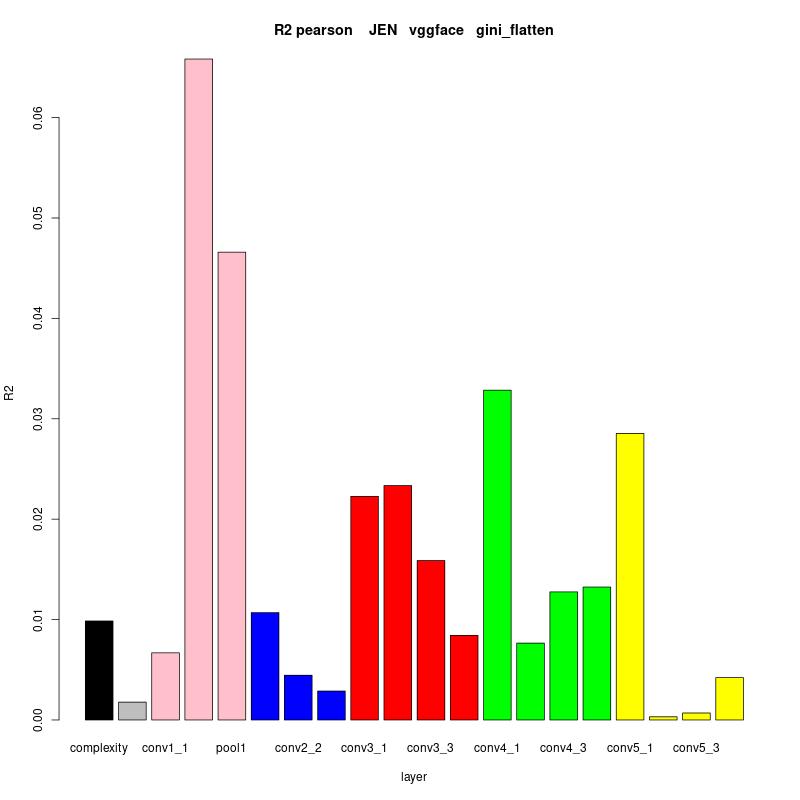 R2 pearson JEN vggface gini_flatten
0.06
0.05
0.04
0.03
0.02
0.01
0.00
R2
complexity conv1_1 pool1 conv2_2 conv3_1 conv3_3 conv4_1 conv4_3 conv5_1 conv5_3
layer